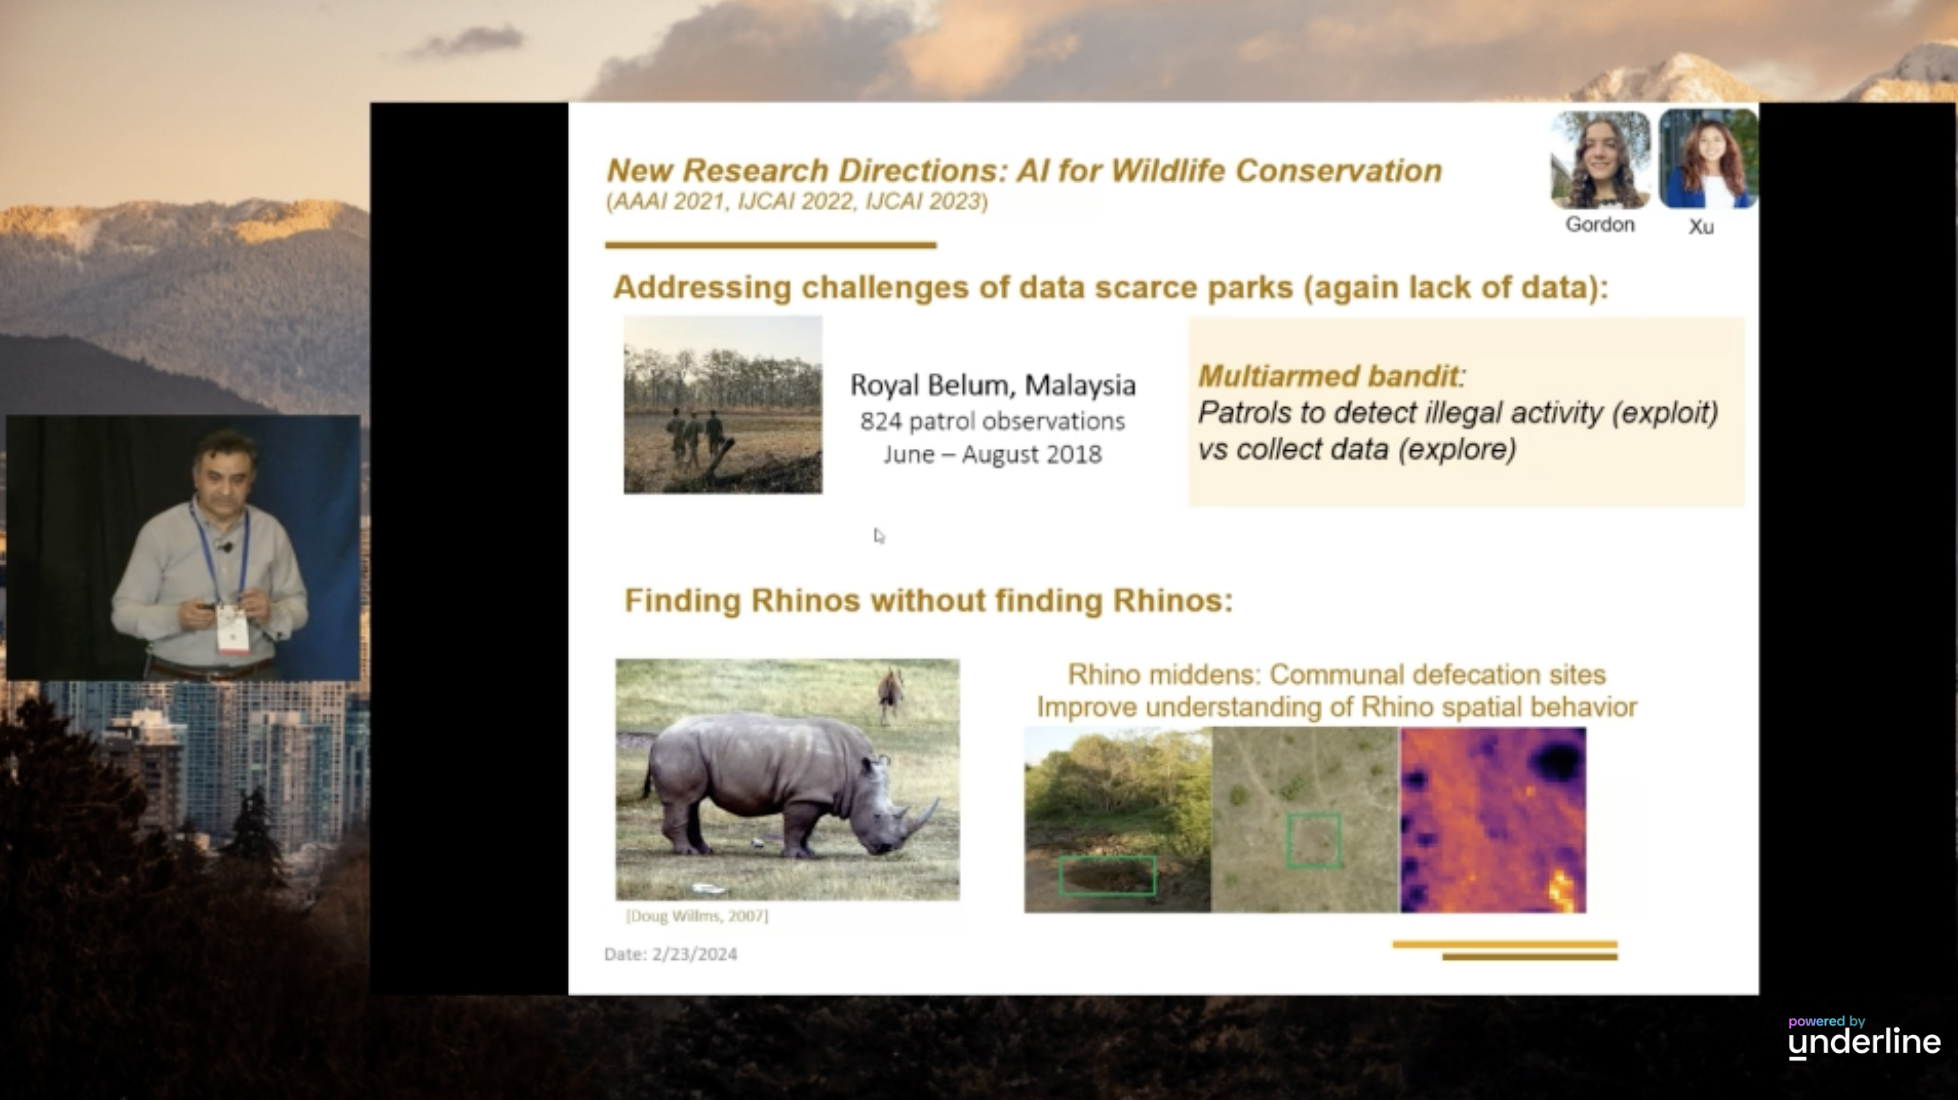 New Research Directions: AI for Wildlife Conservation
(AAAI 2021, IJCAI 2022, IJCAI 2023)
Gordon
Xu
Addressing challenges of data scarce parks (again lack of data):
Royal Belum, Malaysia
824 patrol observations
June – August 2018
Multiarmed bandit:
Patrols to detect illegal activity (exploit)
vs collect data (explore)
Finding Rhinos without finding Rhinos:
Rhino middens: Communal defecation sites
Improve understanding of Rhino spatial behavior
[Doug Willms, 2007]
Date: 2/23/2024
powered by
underline